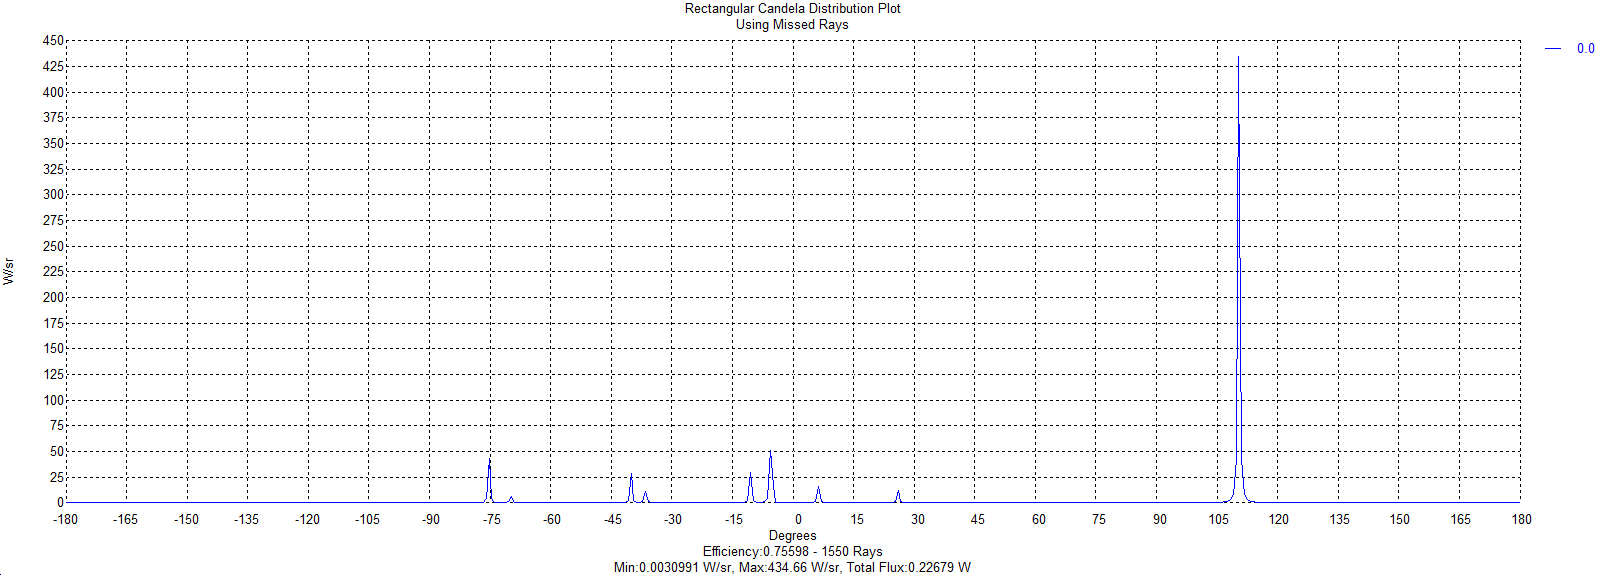 Rectangular Candela Distribution Plot
Using Missed Rays
0.0
W/sr
450
425
400
375
350
325
300
275
250
225
200
175
150
125
100
75
50
25
0
-180 -165 -150 -135 -120 -105 -90 -75 -60 -45 -30 -15 0 15 30 45 60 75 90 105 120 135 150 165 180
Degrees
Efficiency:0.75598 - 1550 Rays
Min:0.0030991 W/sr, Max:434.66 W/sr, Total Flux:0.22679 W